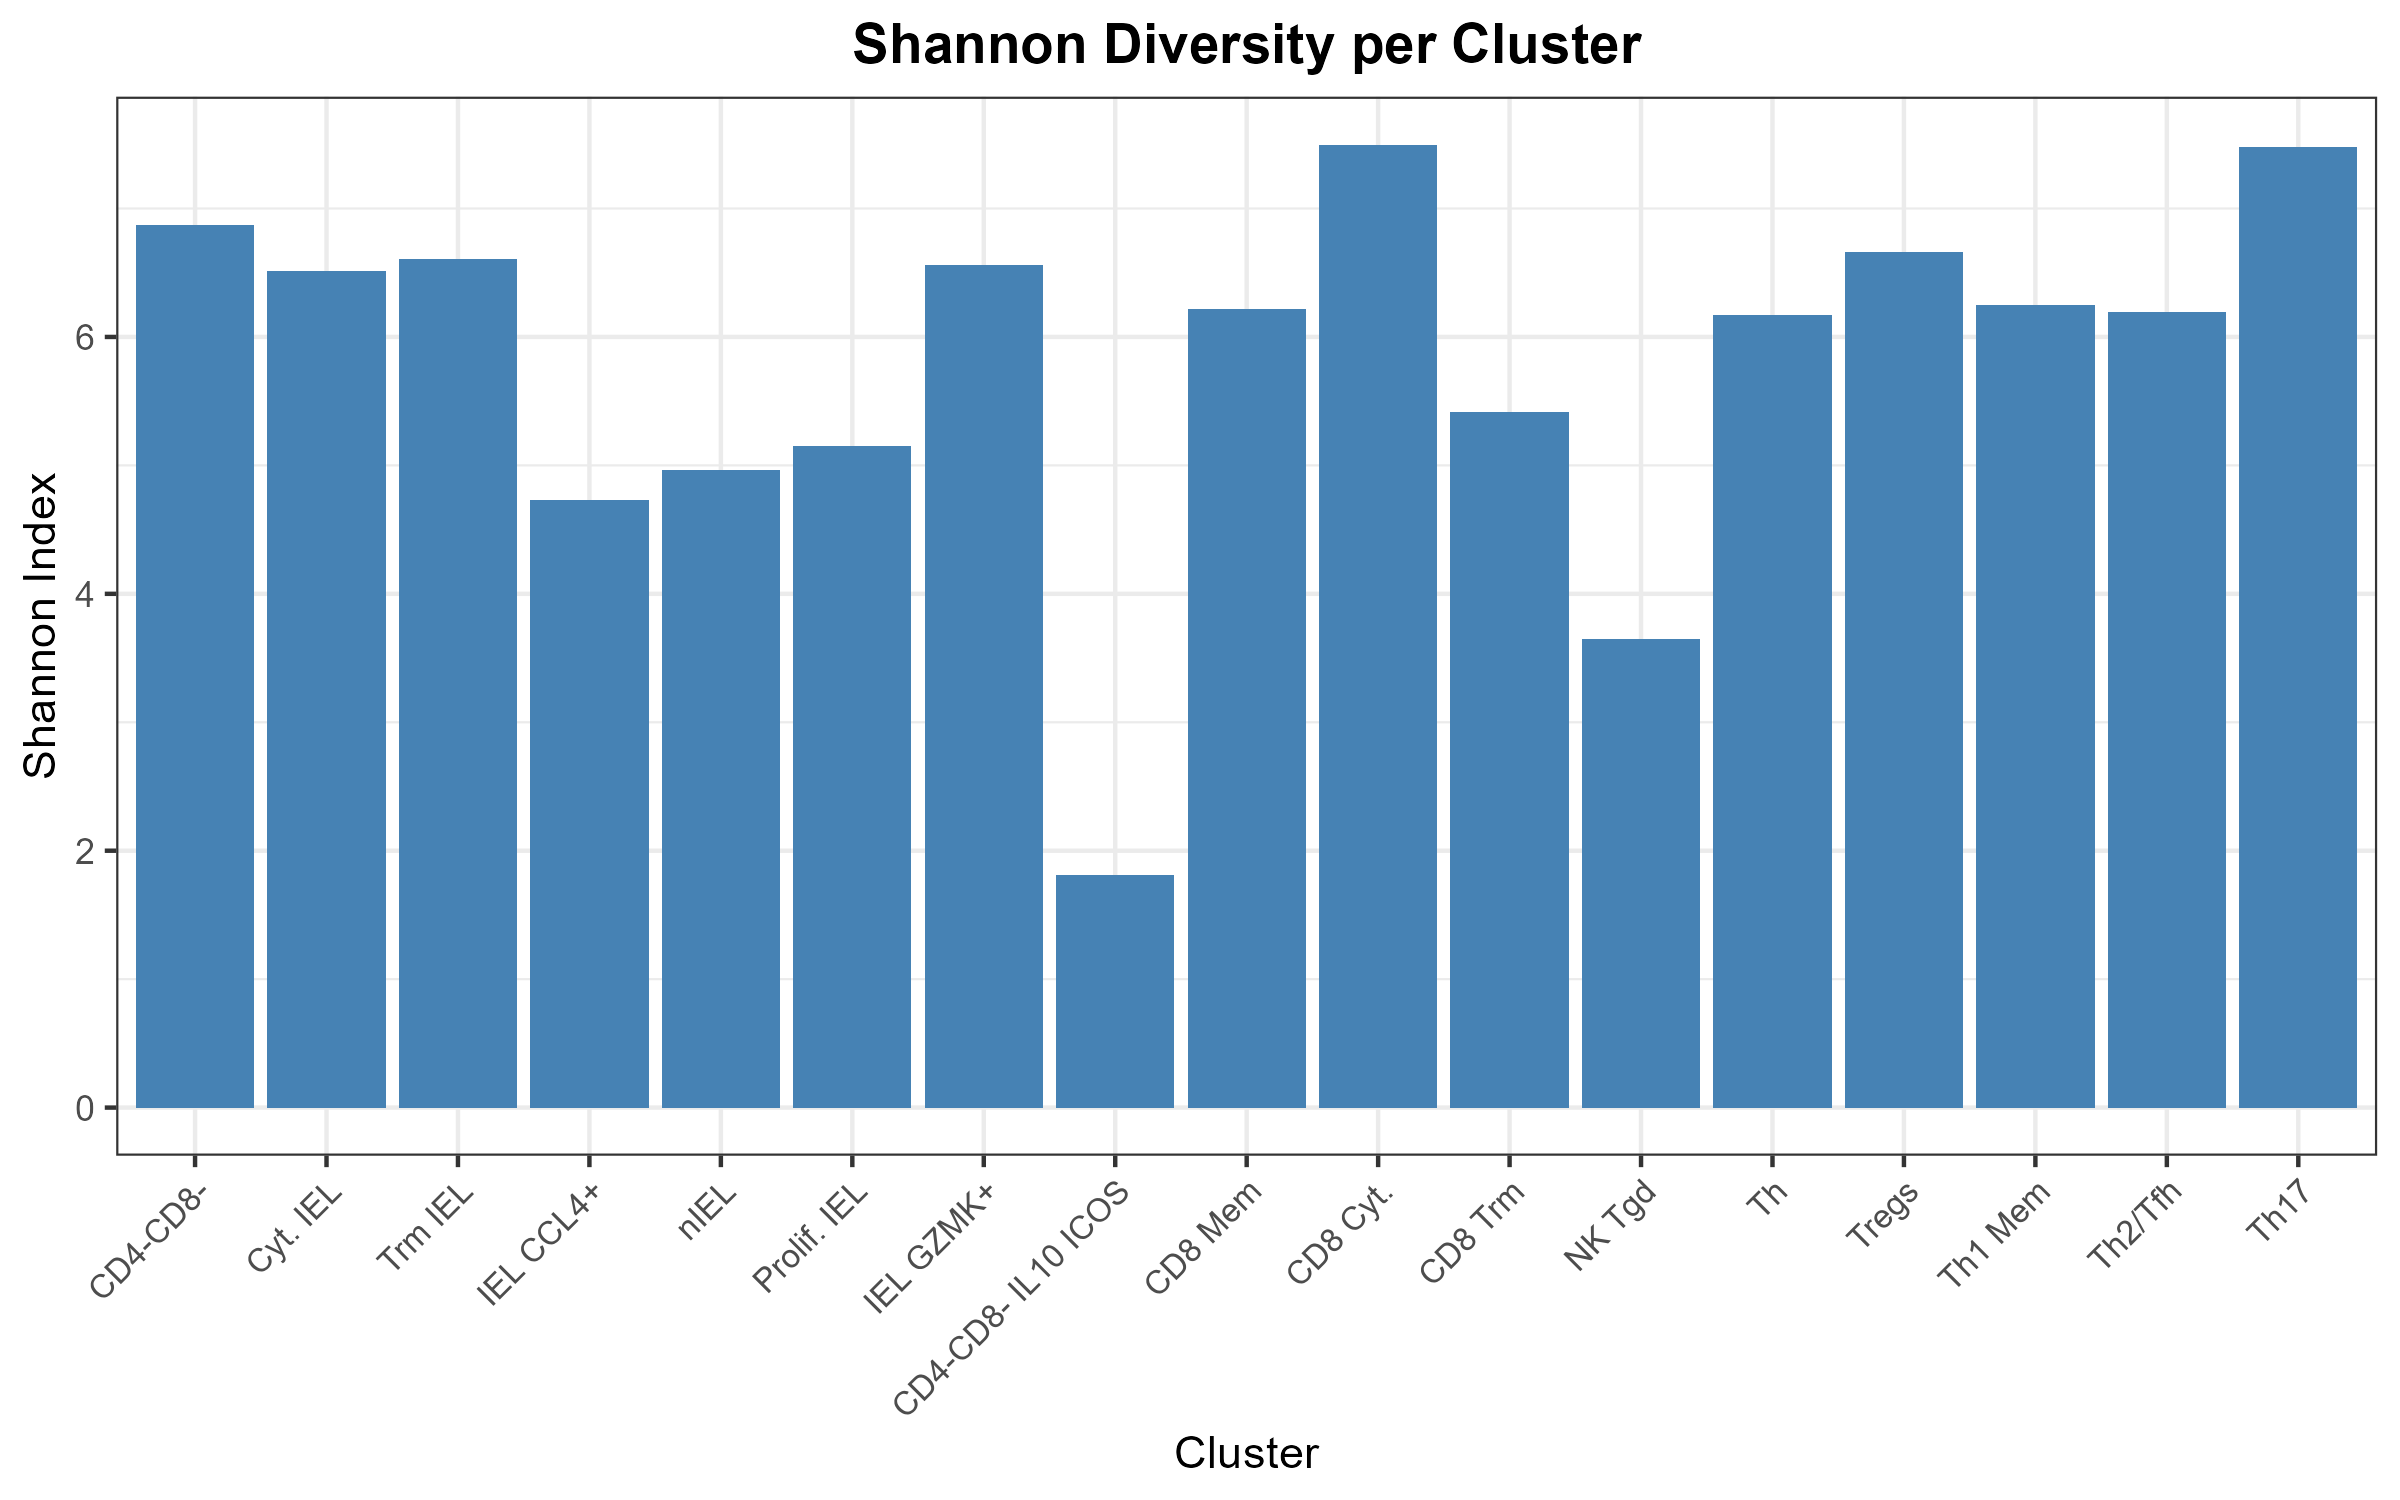 Shannon Diversity per Cluster
Shannon Index
6
4
2
0
CD4-CD8-
Cyt. IEL
Trm IEL
IEL CCL4+
nIEL
Prolif. IEL
IEL GZMK+
CD4-CD8- IL10 ICOS
CD8 Mem
CD8 Cyt.
CD8 Trm
NK Tgd
Th
Tregs
Th1 Mem
Th2/Tfh
Th17
Cluster